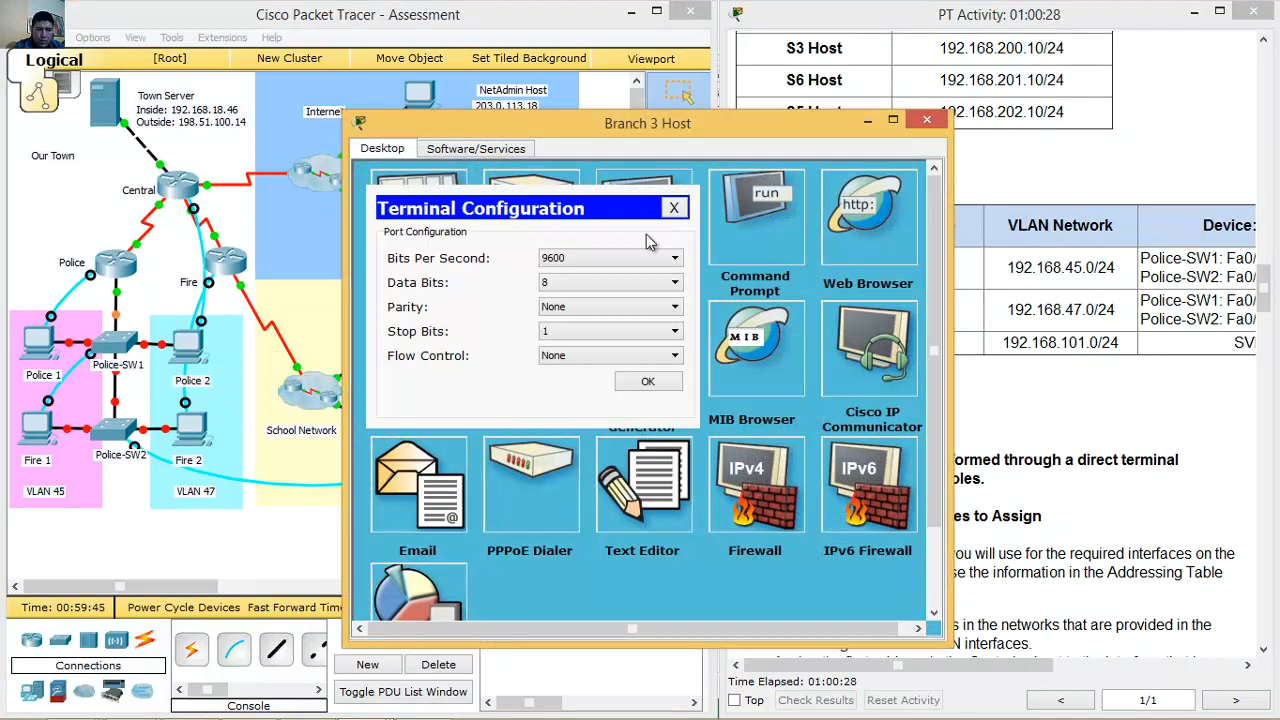 Cisco Packet Tracer - Assessment
PT Activity: 01:00:28
Options View Tools Extensions Help
Logical
[Root]
New Cluster
Move Object
Set Tiled Background
Viewport
Town Server
Inside: 192.168.18.46
Outside: 198.51.100.14
Our Town
Internet
NetAdmin Host
203.0.113.18
Central
Police
Fire
Police 1
Police-SW1
Police 2
Fire 1
Police-SW2
Fire 2
VLAN 45
VLAN 47
School Network
S3 Host 192.168.200.10/24
S6 Host 192.168.201.10/24
S5 Host 192.168.202.10/24
Branch 3 Host
Desktop
Software/Services
Terminal Configuration
X
Port Configuration
Bits Per Second: 9600
Data Bits: 8
Parity: None
Stop Bits: 1
Flow Control: None
OK
run
Command
Prompt
http:
Web Browser
MIB
MIB Browser
Cisco IP
Communicator
Generator
Email
PPPoE Dialer
Text Editor
IPv4
Firewall
IPv6
IPv6 Firewall
VLAN Network
Device:
192.168.45.0/24
Police-SW1: Fa0/
Police-SW2: Fa0/
192.168.47.0/24
Police-SW1: Fa0/
Police-SW2: Fa0/
192.168.101.0/24
SV
formed through a direct terminal
oles.
es to Assign
you will use for the required interfaces on the
se the information in the Addressing Table
s in the networks that are provided in the
N interfaces.
Time: 00:59:45
Power Cycle Devices Fast Forward Time
Connections
Console
New
Delete
Toggle PDU List Window
Time Elapsed: 01:00:28
Top
Check Results
Reset Activity
<
1/1
>